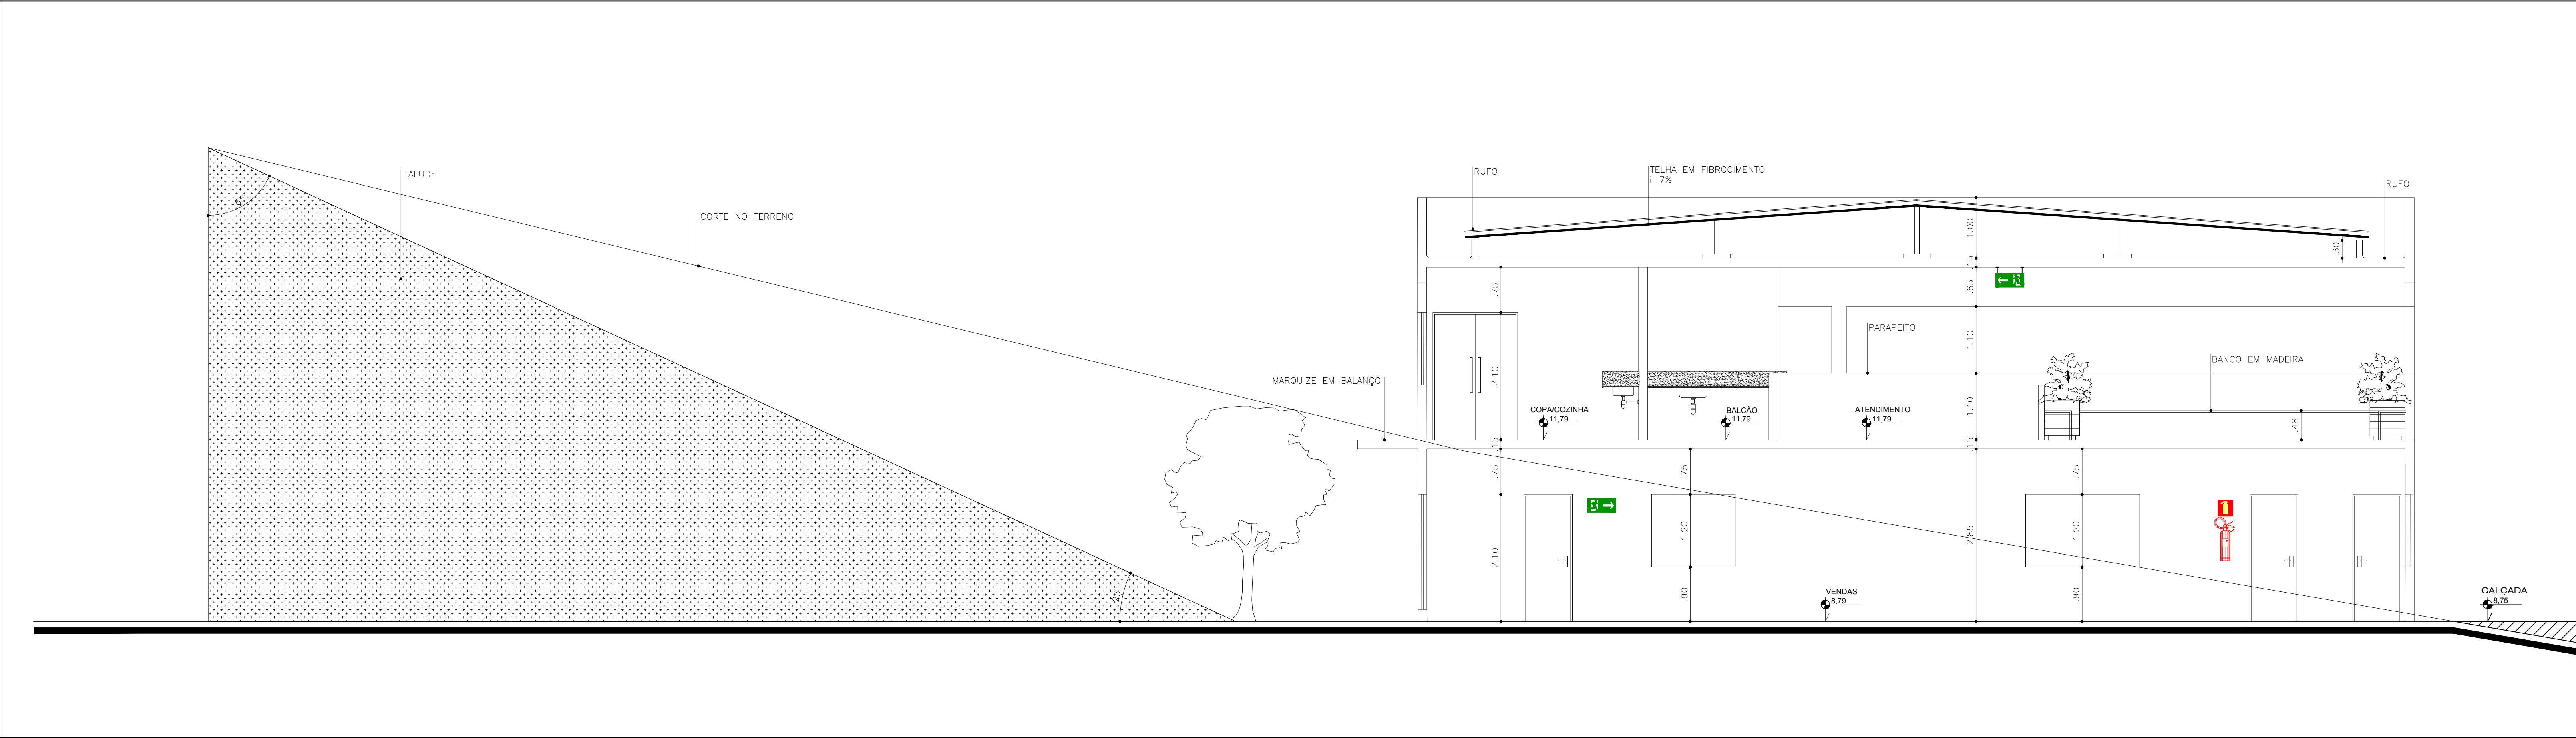 TALUDE
CORTE NO TERRENO
65°
25°
RUFO
TELHA EM FIBROCIMENTO
i=7%
RUFO
1.00
.30
.15
.75
.65
1.10
PARAPEITO
BANCO EM MADEIRA
MARQUIZE EM BALANÇO
2.10
1.10
COPA/COZINHA
11,79
BALCÃO
11,79
ATENDIMENTO
11,79
.48
.15
.15
.75
.75
.75
2.10
1.20
2.85
1.20
.90
.90
VENDAS
8,79
CALÇADA
8,75